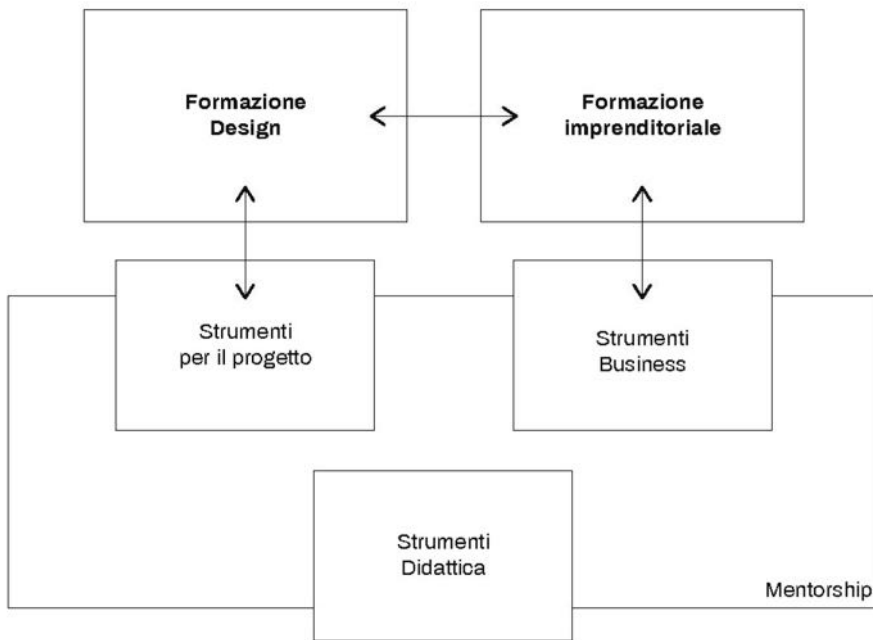 Formazione
Design
Formazione
imprenditoriale
Strumenti
per il progetto
Strumenti
Business
Strumenti
Didattica
Mentorship